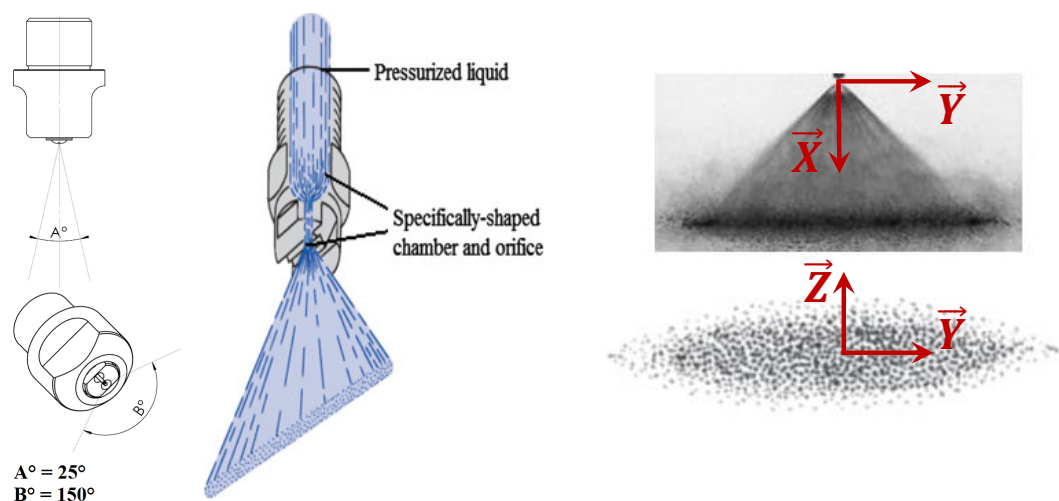 A°
B°
A° = 25°
B° = 150°
Pressurized liquid
Specifically-shaped
chamber and orifice
Y
X
Z
Y